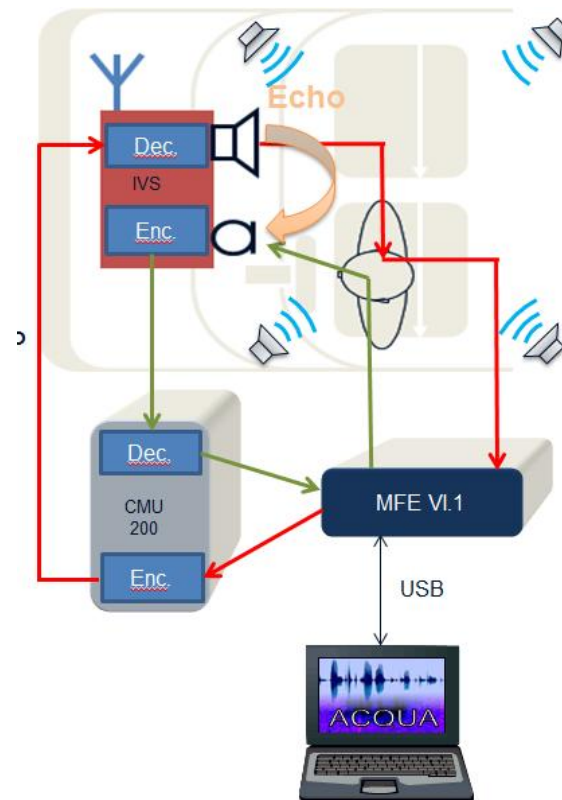 Echo
Dec.
IVS
Enc.
Dec.
CMU
200
Enc.
MFE VI.1
USB
ACQUA